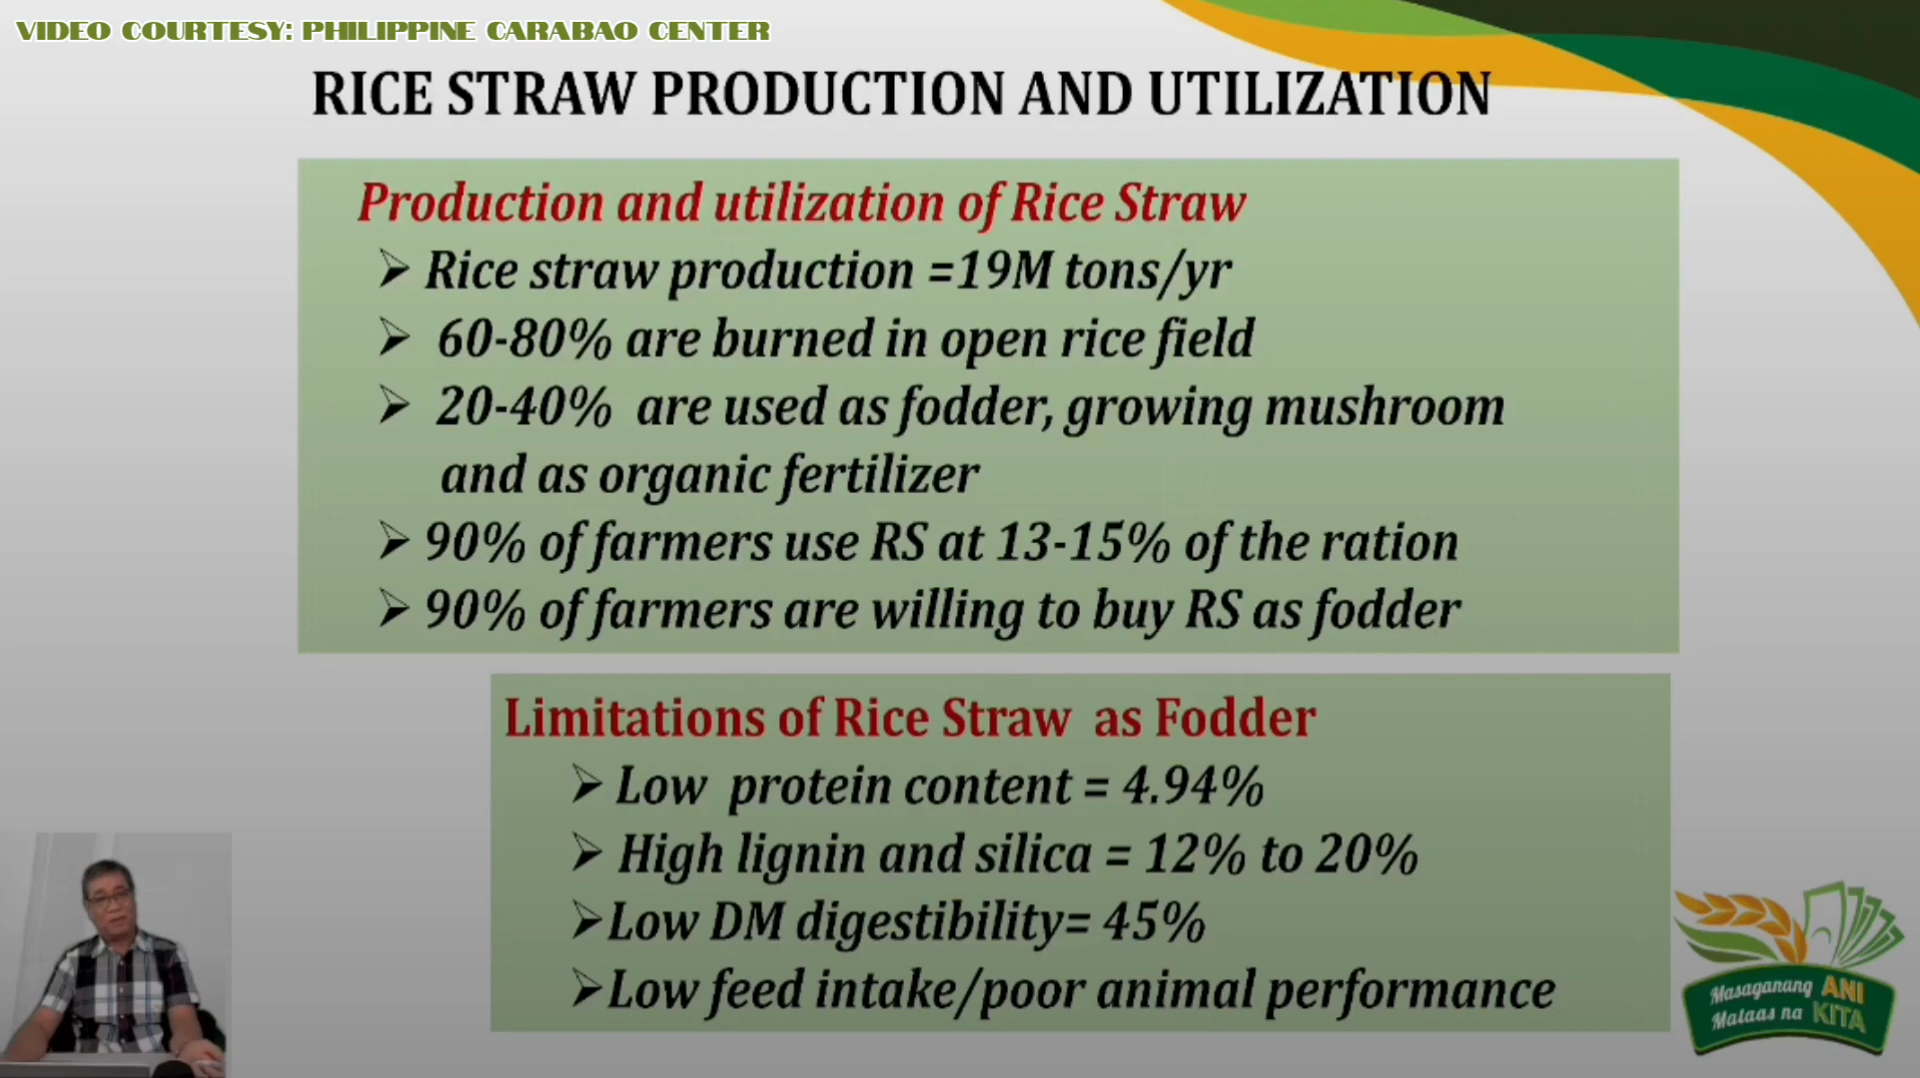 VIDEO COURTESY: PHILIPPINE CARABAO CENTER
RICE STRAW PRODUCTION AND UTILIZATION
Production and utilization of Rice Straw
➢ Rice straw production =19M tons/yr
➢ 60-80% are burned in open rice field
➢ 20-40% are used as fodder, growing mushroom
and as organic fertilizer
➢ 90% of farmers use RS at 13-15% of the ration
➢ 90% of farmers are willing to buy RS as fodder
Limitations of Rice Straw as Fodder
➢ Low protein content = 4.94%
➢ High lignin and silica = 12% to 20%
➢Low DM digestibility= 45%
➢Low feed intake/poor animal performance
Masaganang ANI
Mataas na KITA